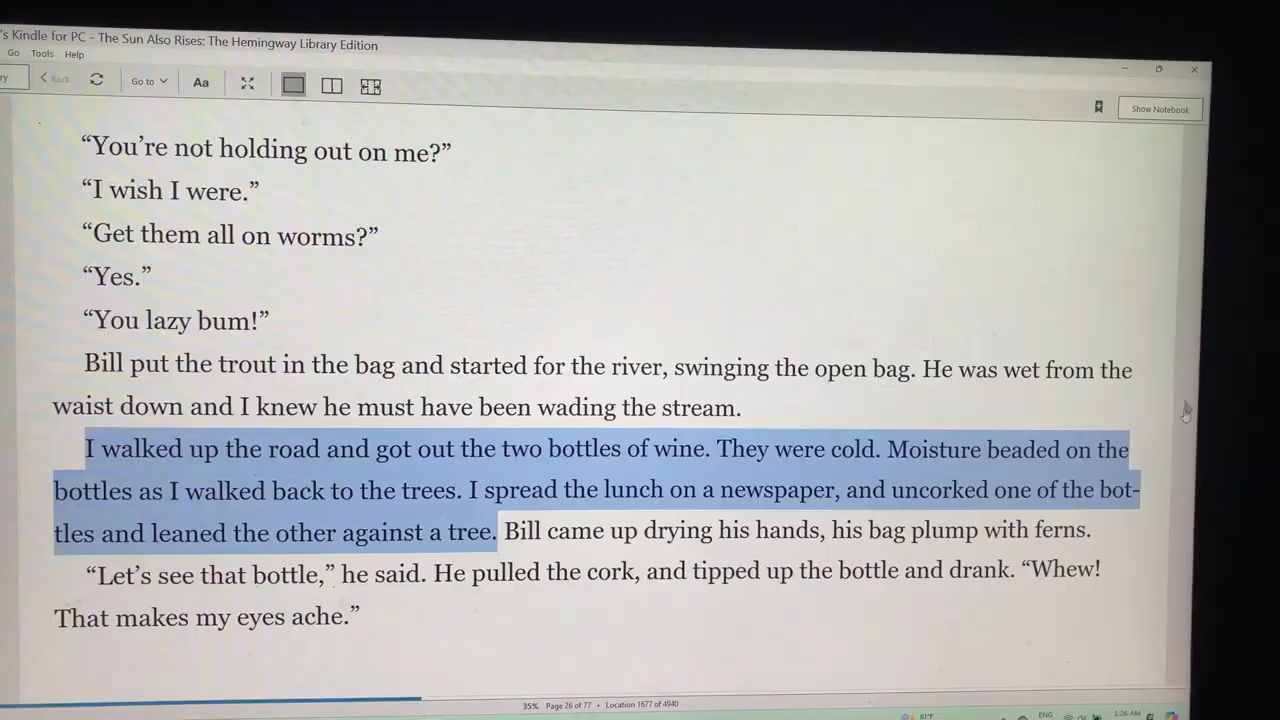 's Kindle for PC - The Sun Also Rises: The Hemingway Library Edition
Go Tools Help
ry Back Go to Aa
Show Notebook
“You’re not holding out on me?”
“I wish I were.”
“Get them all on worms?”
“Yes.”
“You lazy bum!”
Bill put the trout in the bag and started for the river, swinging the open bag. He was wet from the
waist down and I knew he must have been wading the stream.
I walked up the road and got out the two bottles of wine. They were cold. Moisture beaded on the
bottles as I walked back to the trees. I spread the lunch on a newspaper, and uncorked one of the bot-
tles and leaned the other against a tree. Bill came up drying his hands, his bag plump with ferns.
“Let’s see that bottle,” he said. He pulled the cork, and tipped up the bottle and drank. “Whew!
That makes my eyes ache.”
35% Page 26 of 77 • Location 1677 of 4940
61°F ENG 1:26 AM